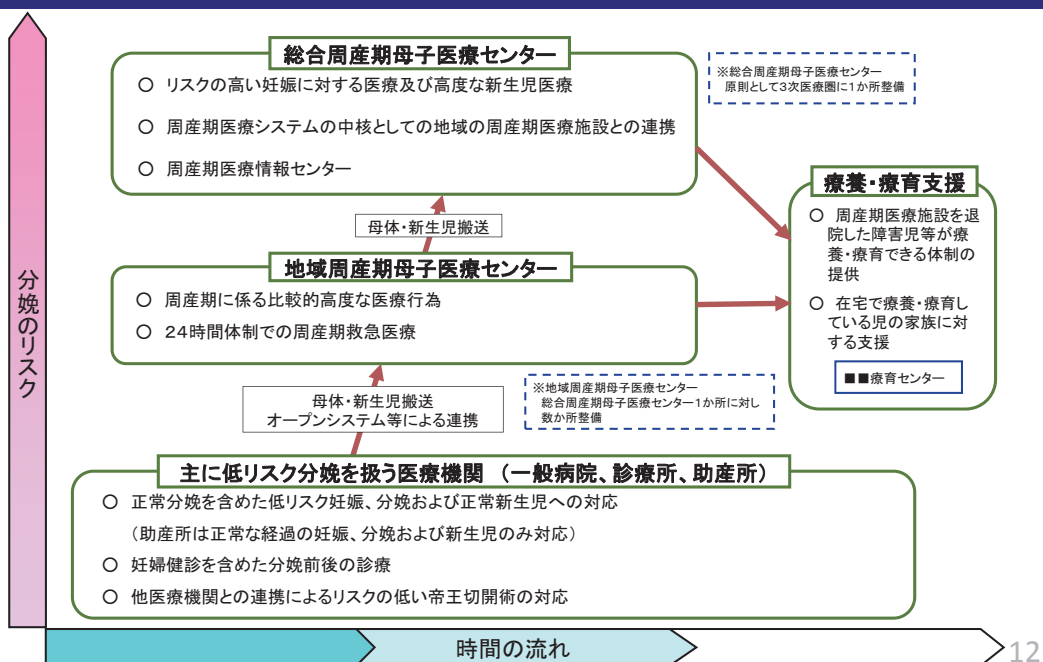 総合周産期母子医療センター
○ リスクの高い妊娠に対する医療及び高度な新生児医療
○ 周産期医療システムの中核としての地域の周産期医療施設との連携
○ 周産期医療情報センター
※総合周産期母子医療センター
原則として3次医療圏に1か所整備
母体・新生児搬送
地域周産期母子医療センター
○ 周産期に係る比較的高度な医療行為
○ 24時間体制での周産期救急医療
療養・療育支援
○ 周産期医療施設を退
院した障害児等が療
養・療育できる体制の
提供
○ 在宅で療養・療育し
ている児の家族に対
する支援
■■療育センター
母体・新生児搬送
オープンシステム等による連携
※地域周産期母子医療センター
総合周産期母子医療センター1か所に対し
数か所整備
主に低リスク分娩を扱う医療機関 (一般病院、診療所、助産所)
○ 正常分娩を含めた低リスク妊娠、分娩および正常新生児への対応
(助産所は正常な経過の妊娠、分娩および新生児のみ対応)
○ 妊婦健診を含めた分娩前後の診療
○ 他医療機関との連携によるリスクの低い帝王切開術の対応
分娩のリスク
時間の流れ
12